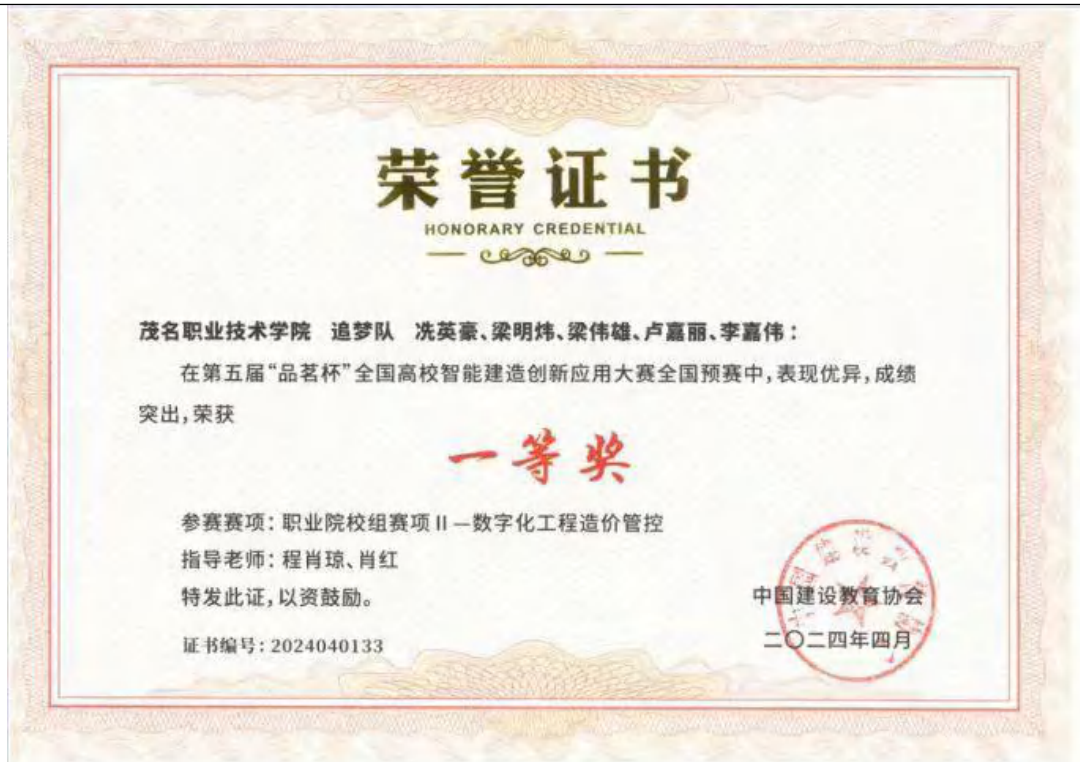 荣誉证书
HONORARY CREDENTIAL
茂名职业技术学院 追梦队 冼英豪、梁明炜、梁伟雄、卢嘉丽、李嘉伟：
在第五届“品茗杯”全国高校智能建造创新应用大赛全国预赛中，表现优异，成绩
突出，荣获
一等奖
参赛赛项：职业院校组赛项Ⅱ—数字化工程造价管控
指导老师：程肖琼、肖红
特发此证，以资鼓励。
中国建设教育协会
证书编号：2024040133
二〇二四年四月